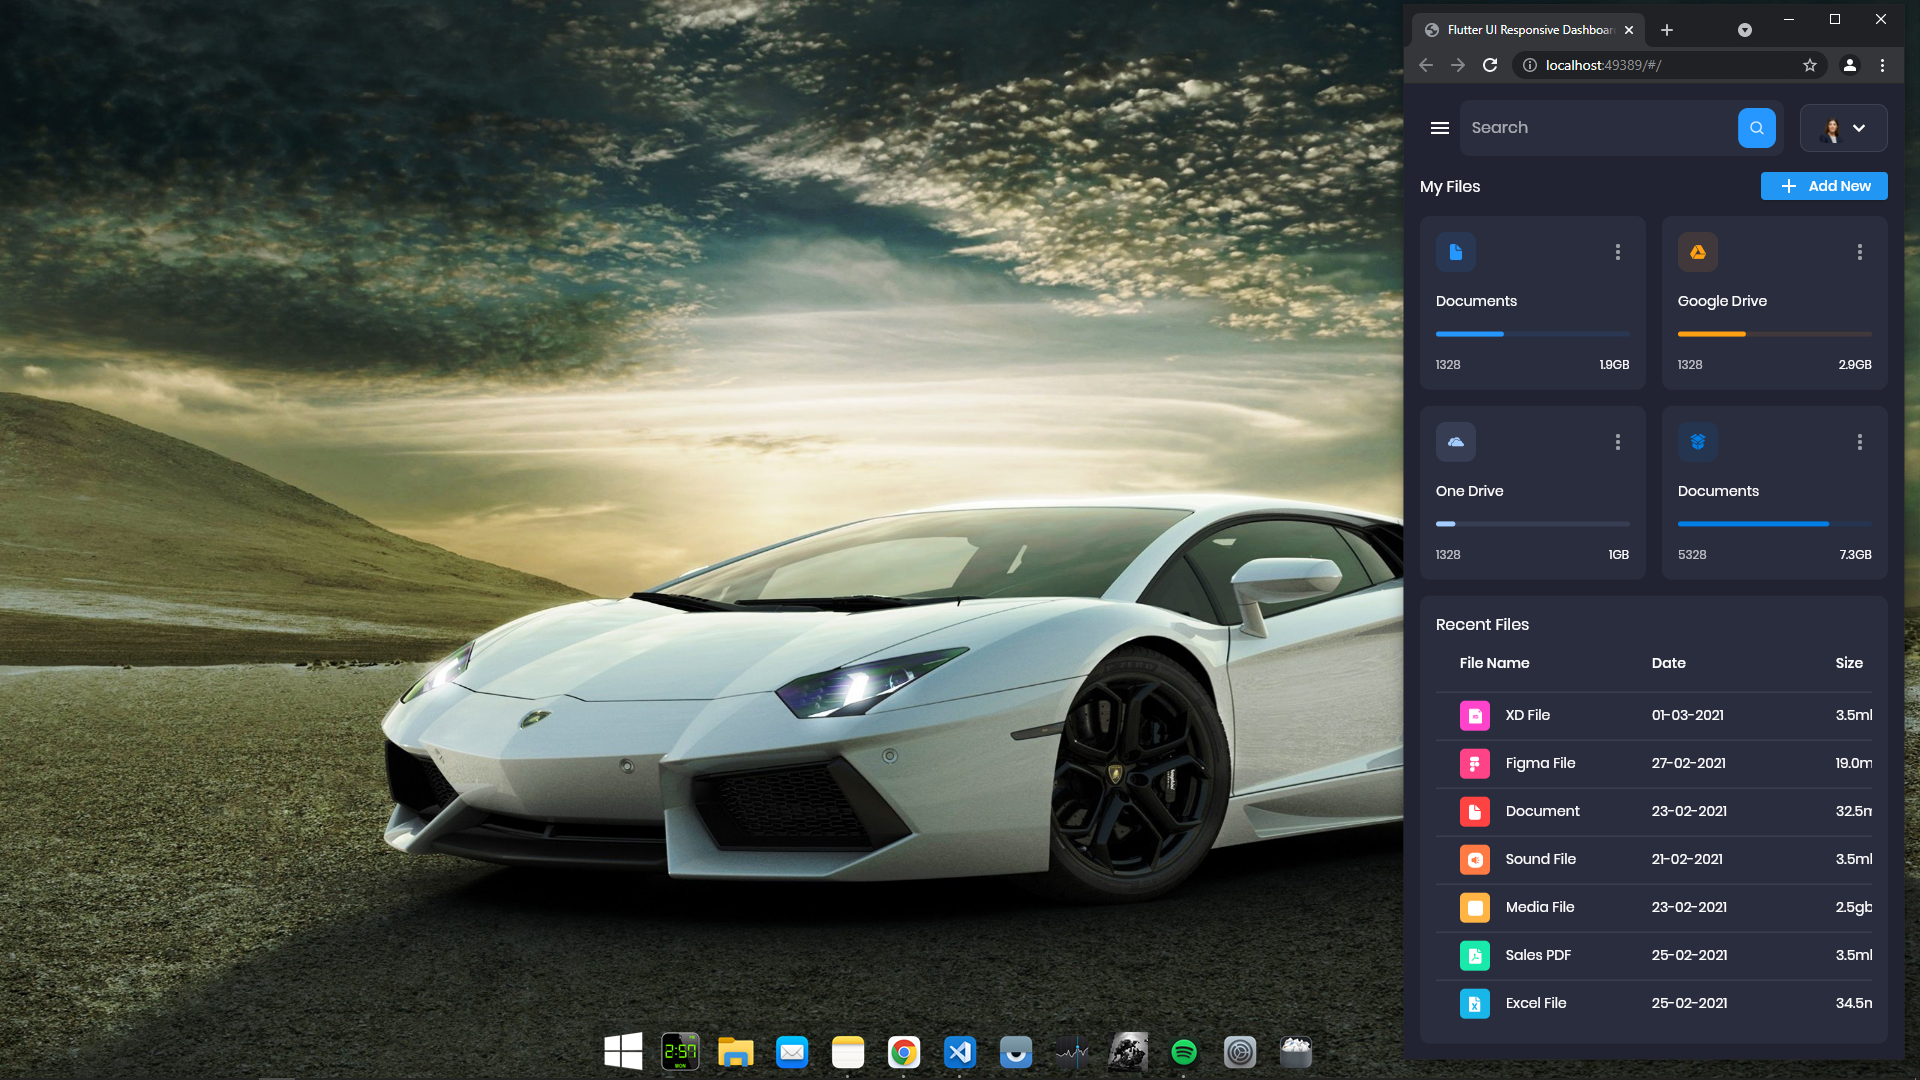 Flutter UI Responsive Dashboar
localhost:49389/#/
Search
My Files
Add New
Documents
1328 1.9GB
Google Drive
1328 2.9GB
One Drive
1328 1GB
Documents
5328 7.3GB
Recent Files
File Name Date Size
XD File 01-03-2021 3.5ml
Figma File 27-02-2021 19.0m
Document 23-02-2021 32.5m
Sound File 21-02-2021 3.5ml
Media File 23-02-2021 2.5gb
Sales PDF 25-02-2021 3.5ml
Excel File 25-02-2021 34.5m
2:57
MON